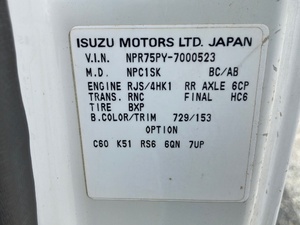 ISUZU MOTORS LTD. JAPAN
V.I.N. NPR75PY-7000523
M.D. NPC1SK BC/AB
ENGINE RJS/4HK1 RR AXLE 6CP
TRANS. RNC FINAL HC6
TIRE BXP
B.COLOR/TRIM 729/153
OPTION
C60 K51 RS6 6QN 7UP